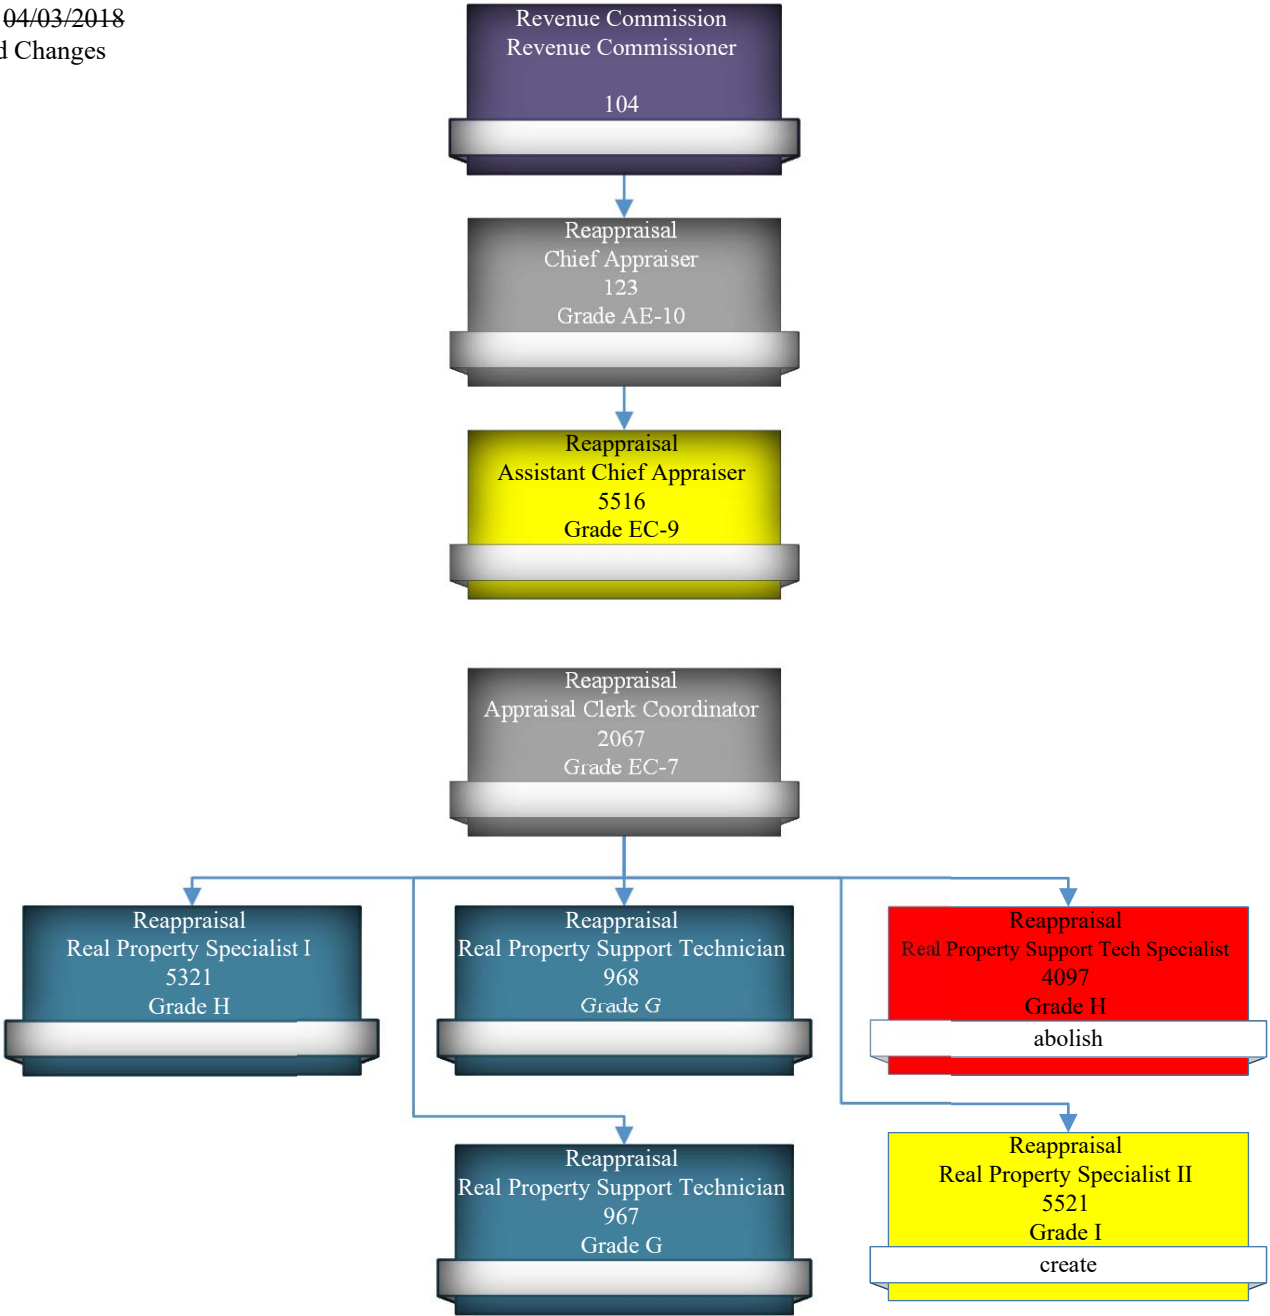 04/03/2018
d Changes
Revenue Commission
Revenue Commissioner
104
Reappraisal
Chief Appraiser
123
Grade AE-10
Reappraisal
Assistant Chief Appraiser
5516
Grade EC-9
Reappraisal
Appraisal Clerk Coordinator
2067
Grade EC-7
Reappraisal
Real Property Specialist I
5321
Grade H
Reappraisal
Real Property Support Technician
968
Grade G
Reappraisal
Real Property Support Tech Specialist
4097
Grade H
abolish
Reappraisal
Real Property Support Technician
967
Grade G
Reappraisal
Real Property Specialist II
5521
Grade I
create